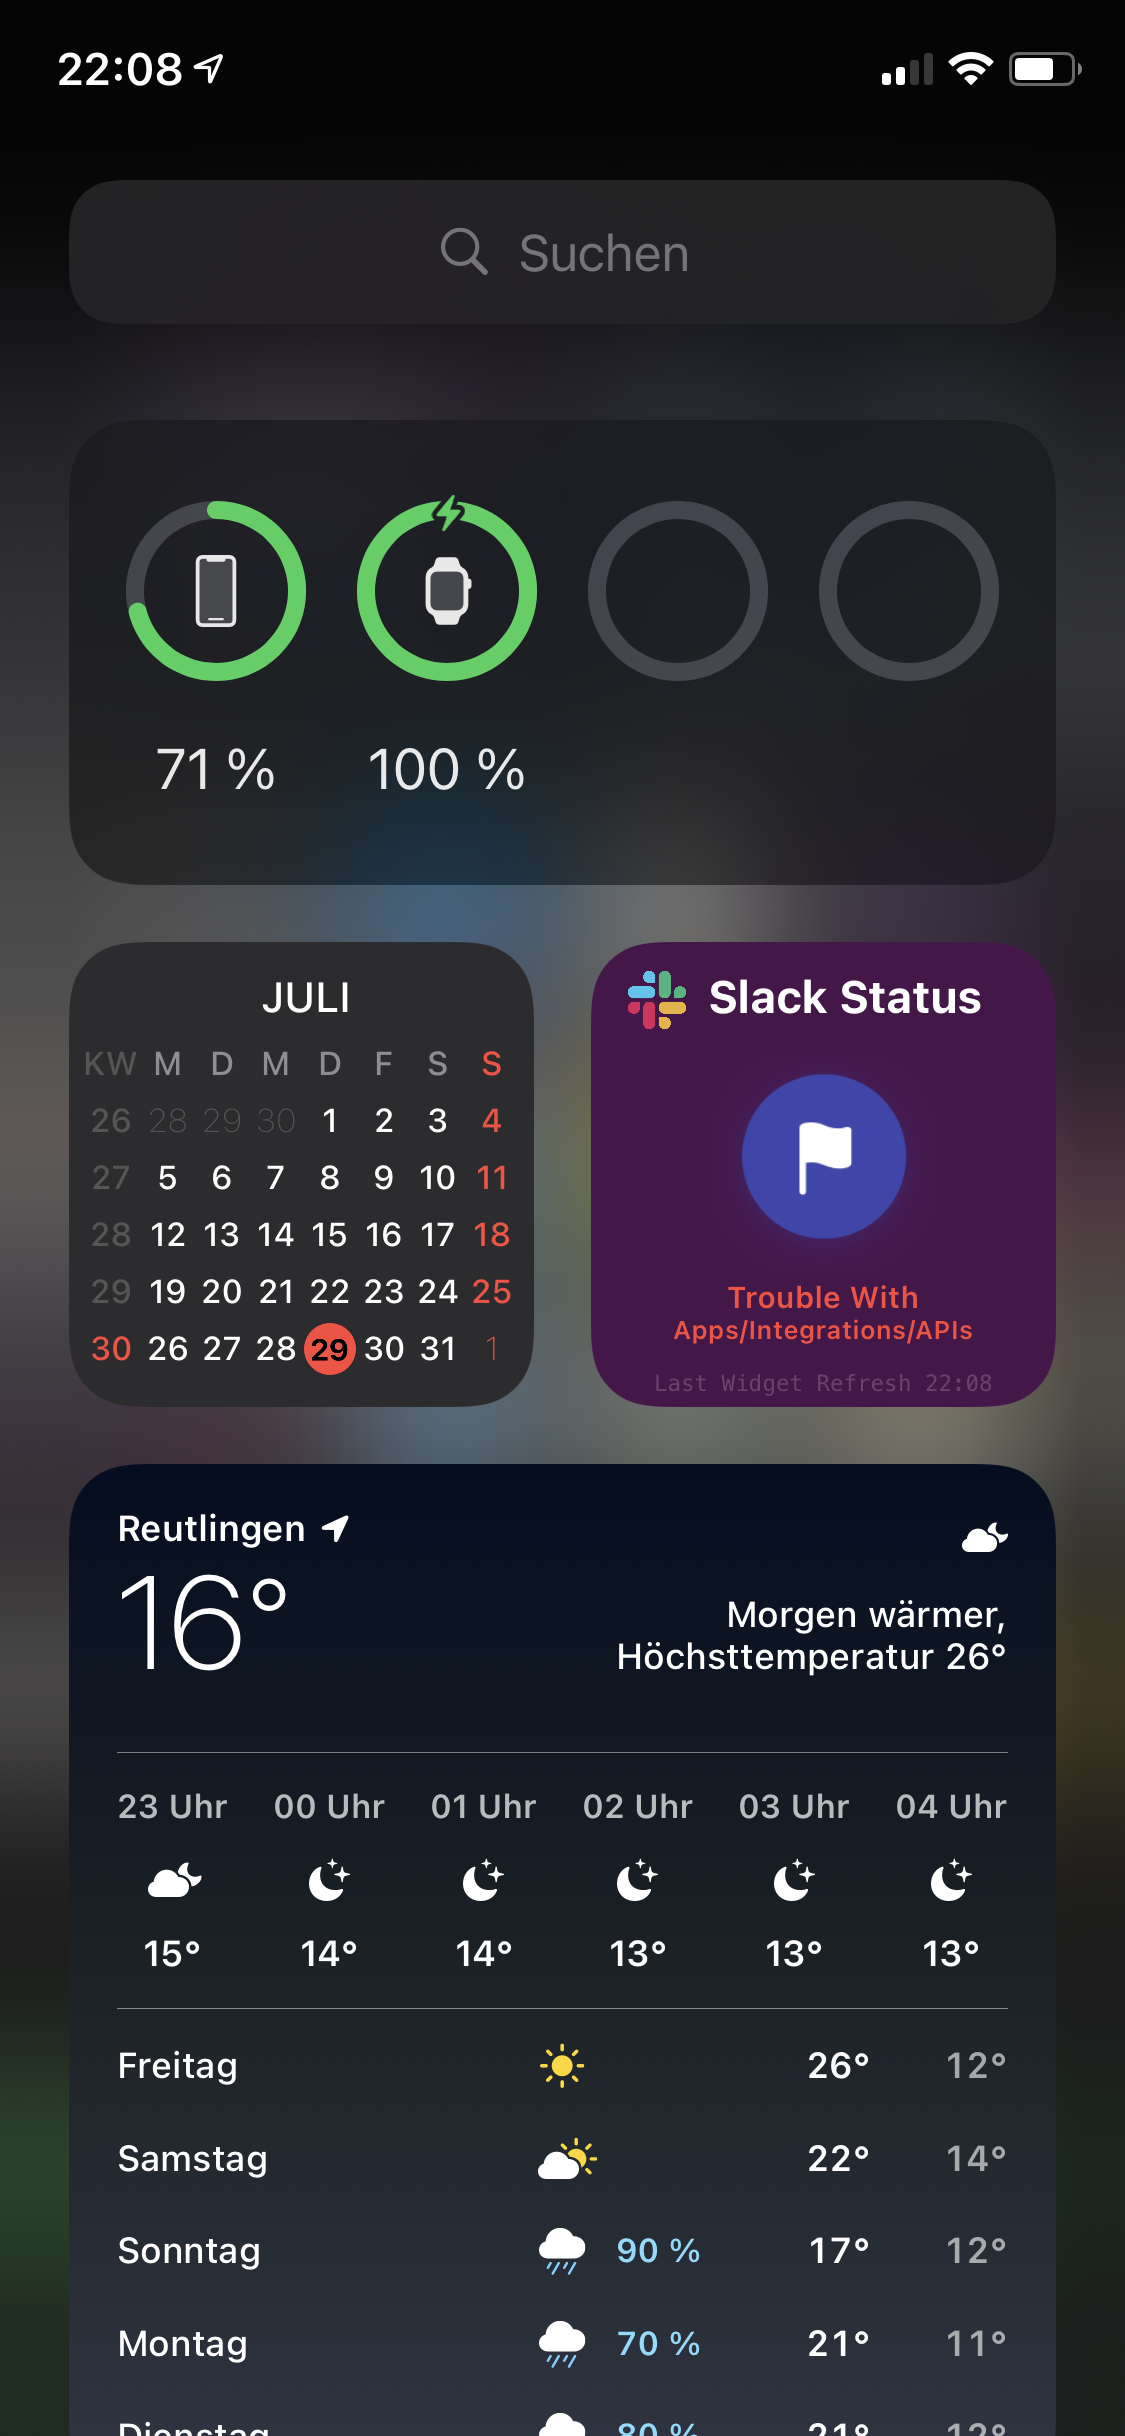 22:08
Suchen
71 % 100 %
JULI
KW M D M D F S S
26 28 29 30 1 2 3 4
27 5 6 7 8 9 10 11
28 12 13 14 15 16 17 18
29 19 20 21 22 23 24 25
30 26 27 28 29 30 31 1
Slack Status
Trouble With
Apps/Integrations/APIs
Last Widget Refresh 22:08
Reutlingen
16°
Morgen wärmer,
Höchsttemperatur 26°
23 Uhr 00 Uhr 01 Uhr 02 Uhr 03 Uhr 04 Uhr
15° 14° 14° 13° 13° 13°
Freitag 26° 12°
Samstag 22° 14°
Sonntag 90 % 17° 12°
Montag 70 % 21° 11°
Dienstag 80 % 21° 12°